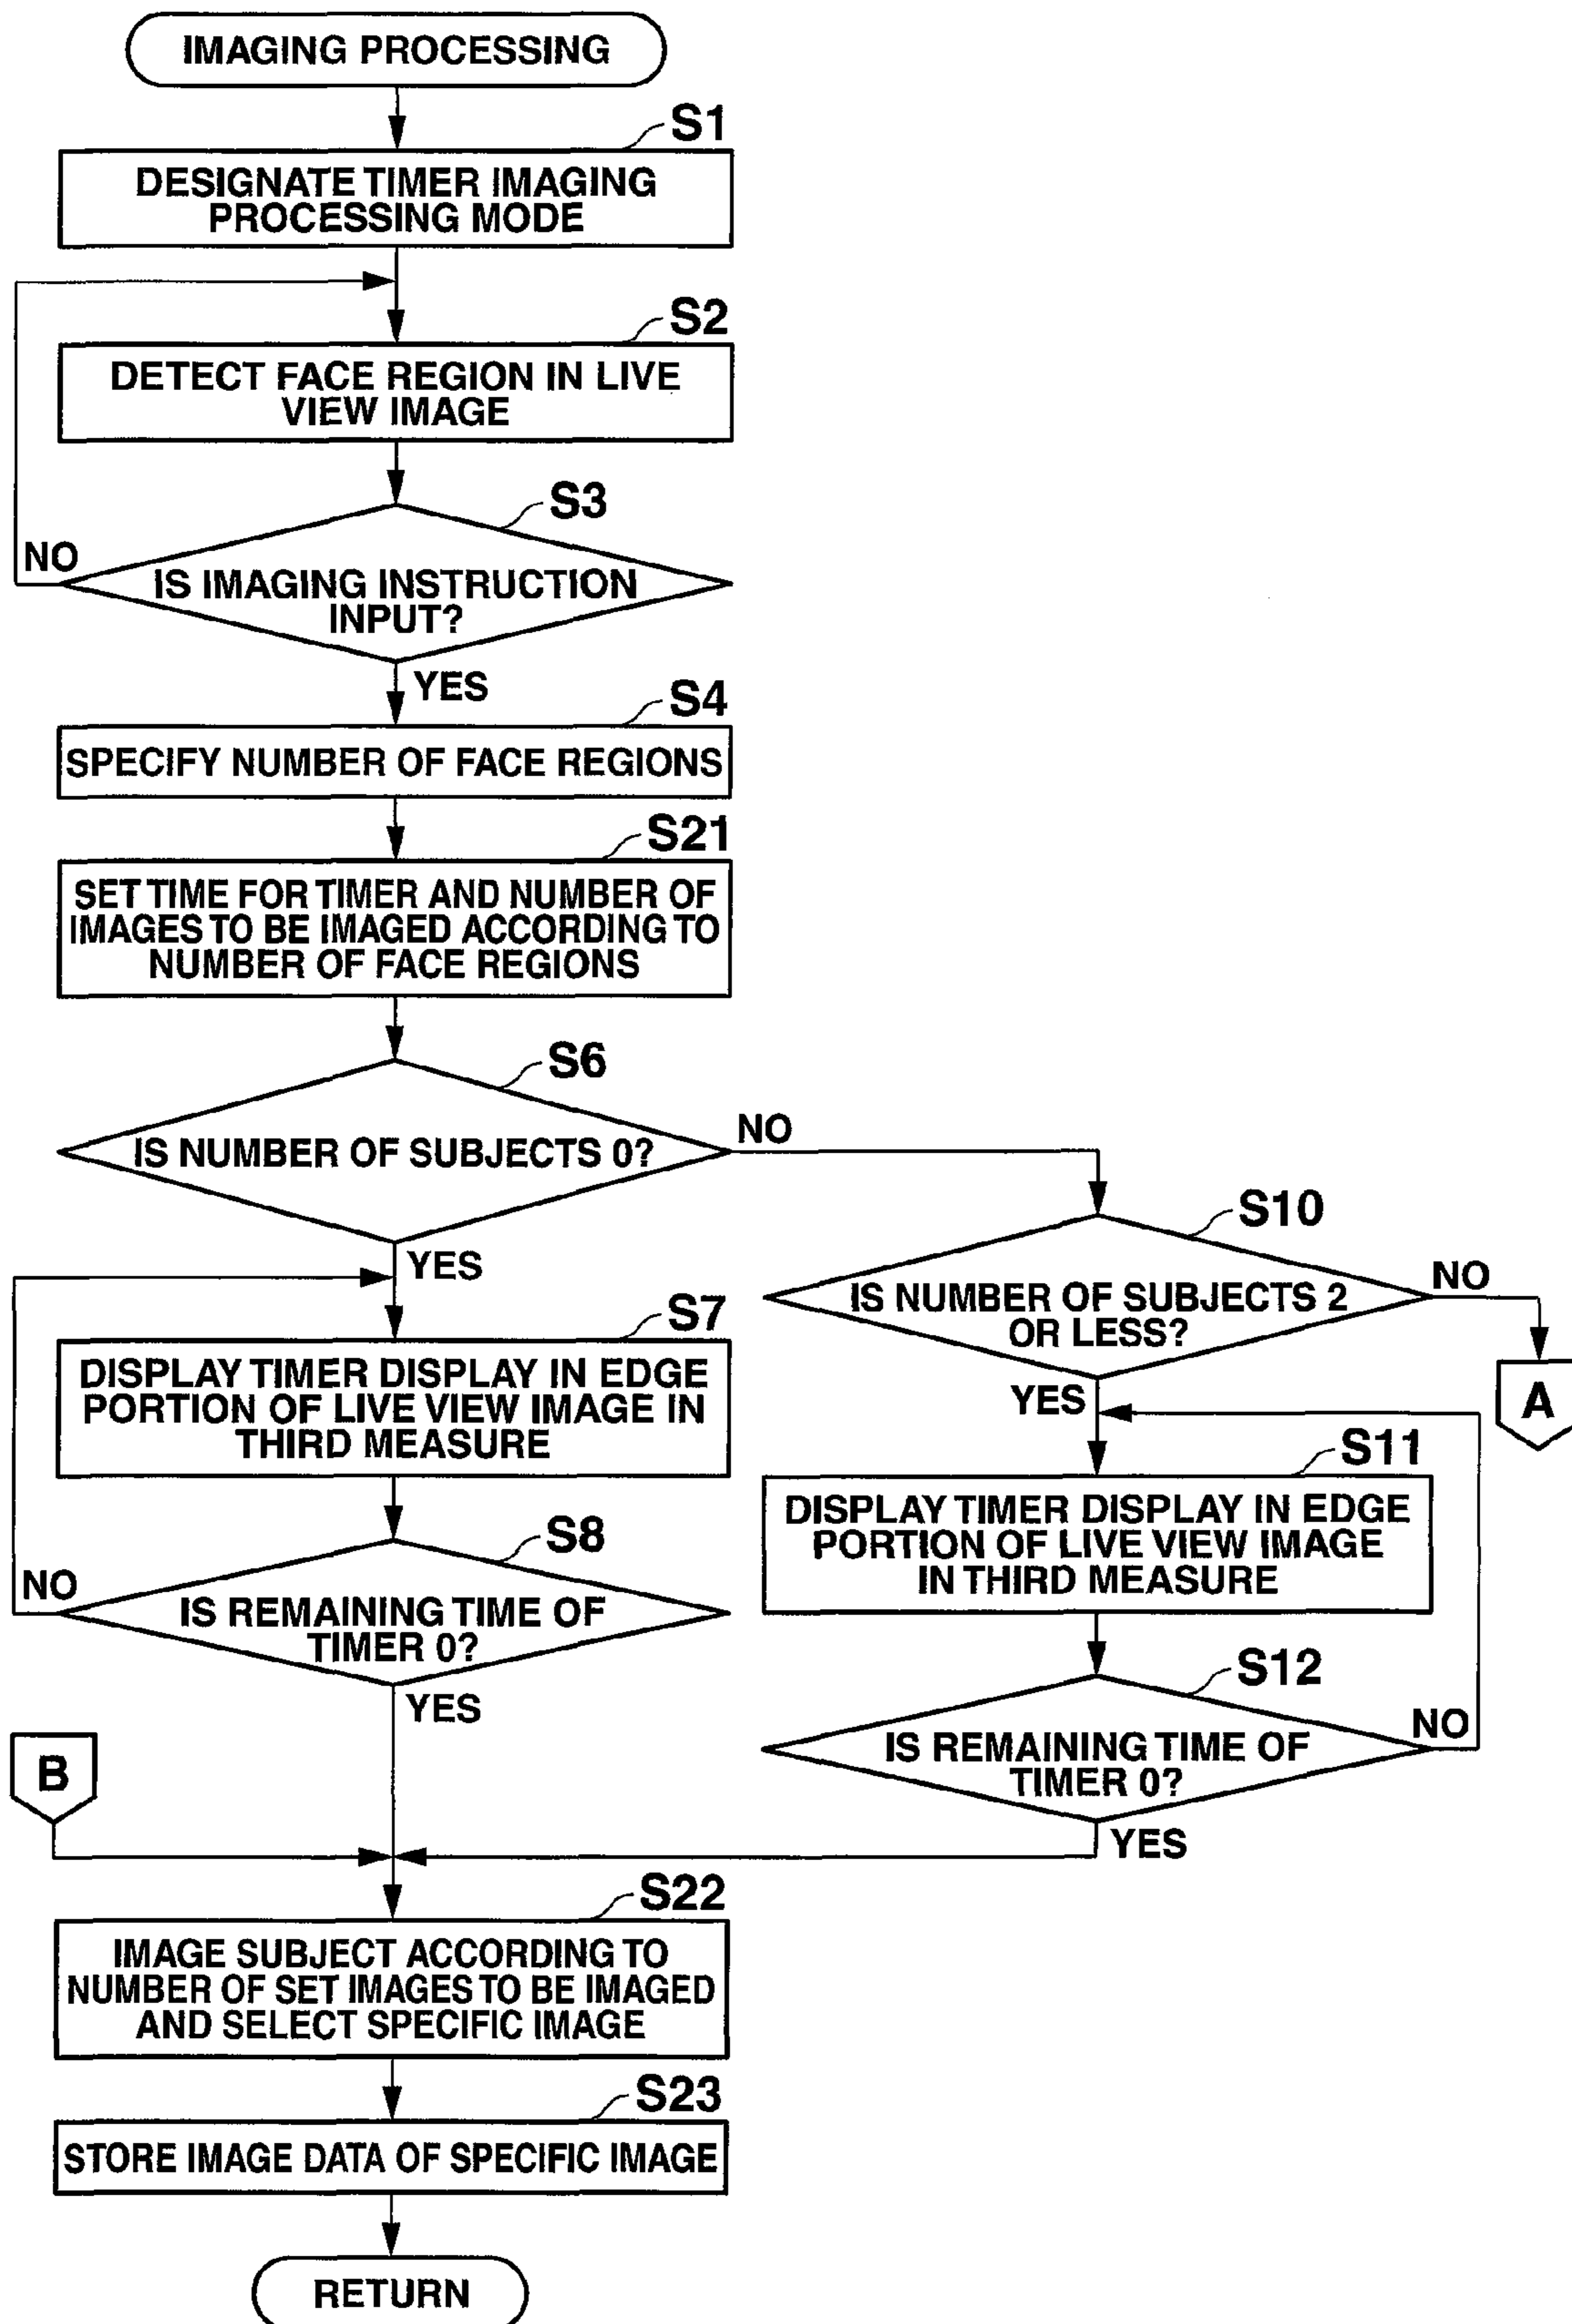 IMAGING PROCESSING
S1
DESIGNATE TIMER IMAGING
PROCESSING MODE
S2
DETECT FACE REGION IN LIVE
VIEW IMAGE
S3
NO
IS IMAGING INSTRUCTION
INPUT?
YES
S4
SPECIFY NUMBER OF FACE REGIONS
S21
SET TIME FOR TIMER AND NUMBER OF
IMAGES TO BE IMAGED ACCORDING TO
NUMBER OF FACE REGIONS
S6
IS NUMBER OF SUBJECTS 0?
NO
YES
S10
IS NUMBER OF SUBJECTS 2
OR LESS?
NO
A
YES
S7
DISPLAY TIMER DISPLAY IN EDGE
PORTION OF LIVE VIEW IMAGE IN
THIRD MEASURE
S11
DISPLAY TIMER DISPLAY IN EDGE
PORTION OF LIVE VIEW IMAGE
IN THIRD MEASURE
S8
NO
IS REMAINING TIME OF
TIMER 0?
YES
S12
NO
IS REMAINING TIME OF
TIMER 0?
YES
B
S22
IMAGE SUBJECT ACCORDING TO
NUMBER OF SET IMAGES TO BE IMAGED
AND SELECT SPECIFIC IMAGE
S23
STORE IMAGE DATA OF SPECIFIC IMAGE
RETURN